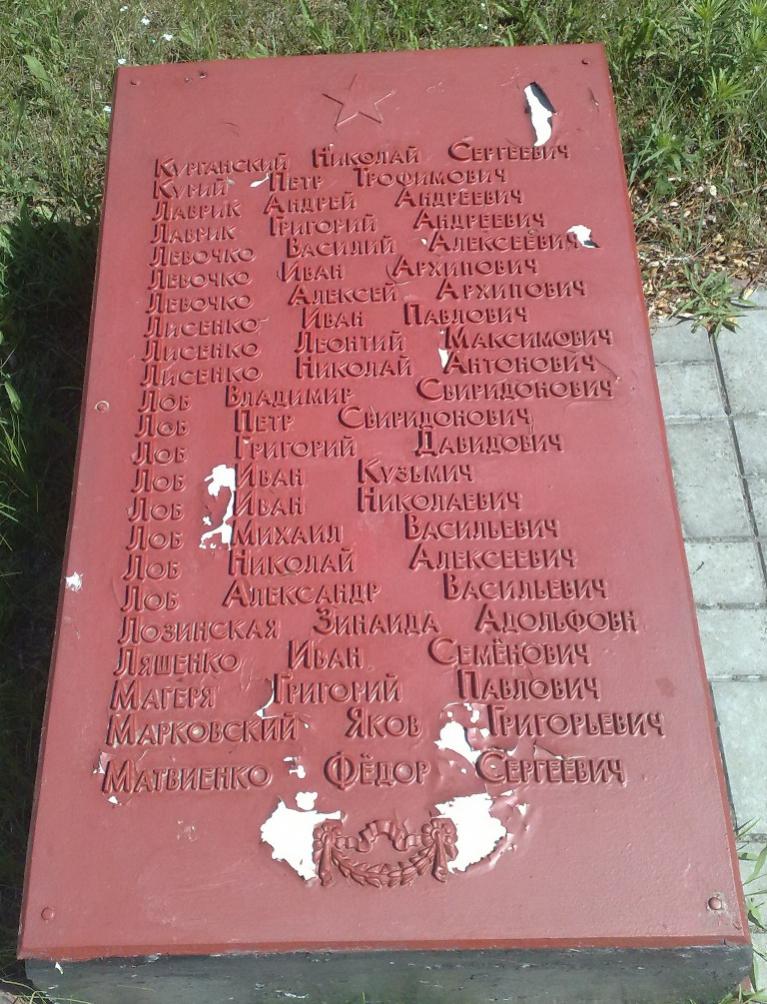 Курганский Николай Сергеевич
Курий Петр Трофимович
Лаврик Андрей Андреевич
Лаврик Григорий Андреевич
Левочко Василий Алексеевич
Левочко Иван Архипович
Левочко Алексей Архипович
Лисенко Иван Павлович
Лисенко Леонтий Максимович
Лисенко Николай Антонович
Лоб Владимир Свиридонович
Лоб Петр Свиридонович
Лоб Григорий Давидович
Лоб Иван Кузьмич
Лоб Иван Николаевич
Лоб Михаил Васильевич
Лоб Николай Алексеевич
Лоб Александр Васильевич
Лозинская Зинаида Адольфовн
Ляшенко Иван Семёнович
Магеря Григорий Павлович
Марковский Яков Григорьевич
Матвиенко Фёдор Сергеевич